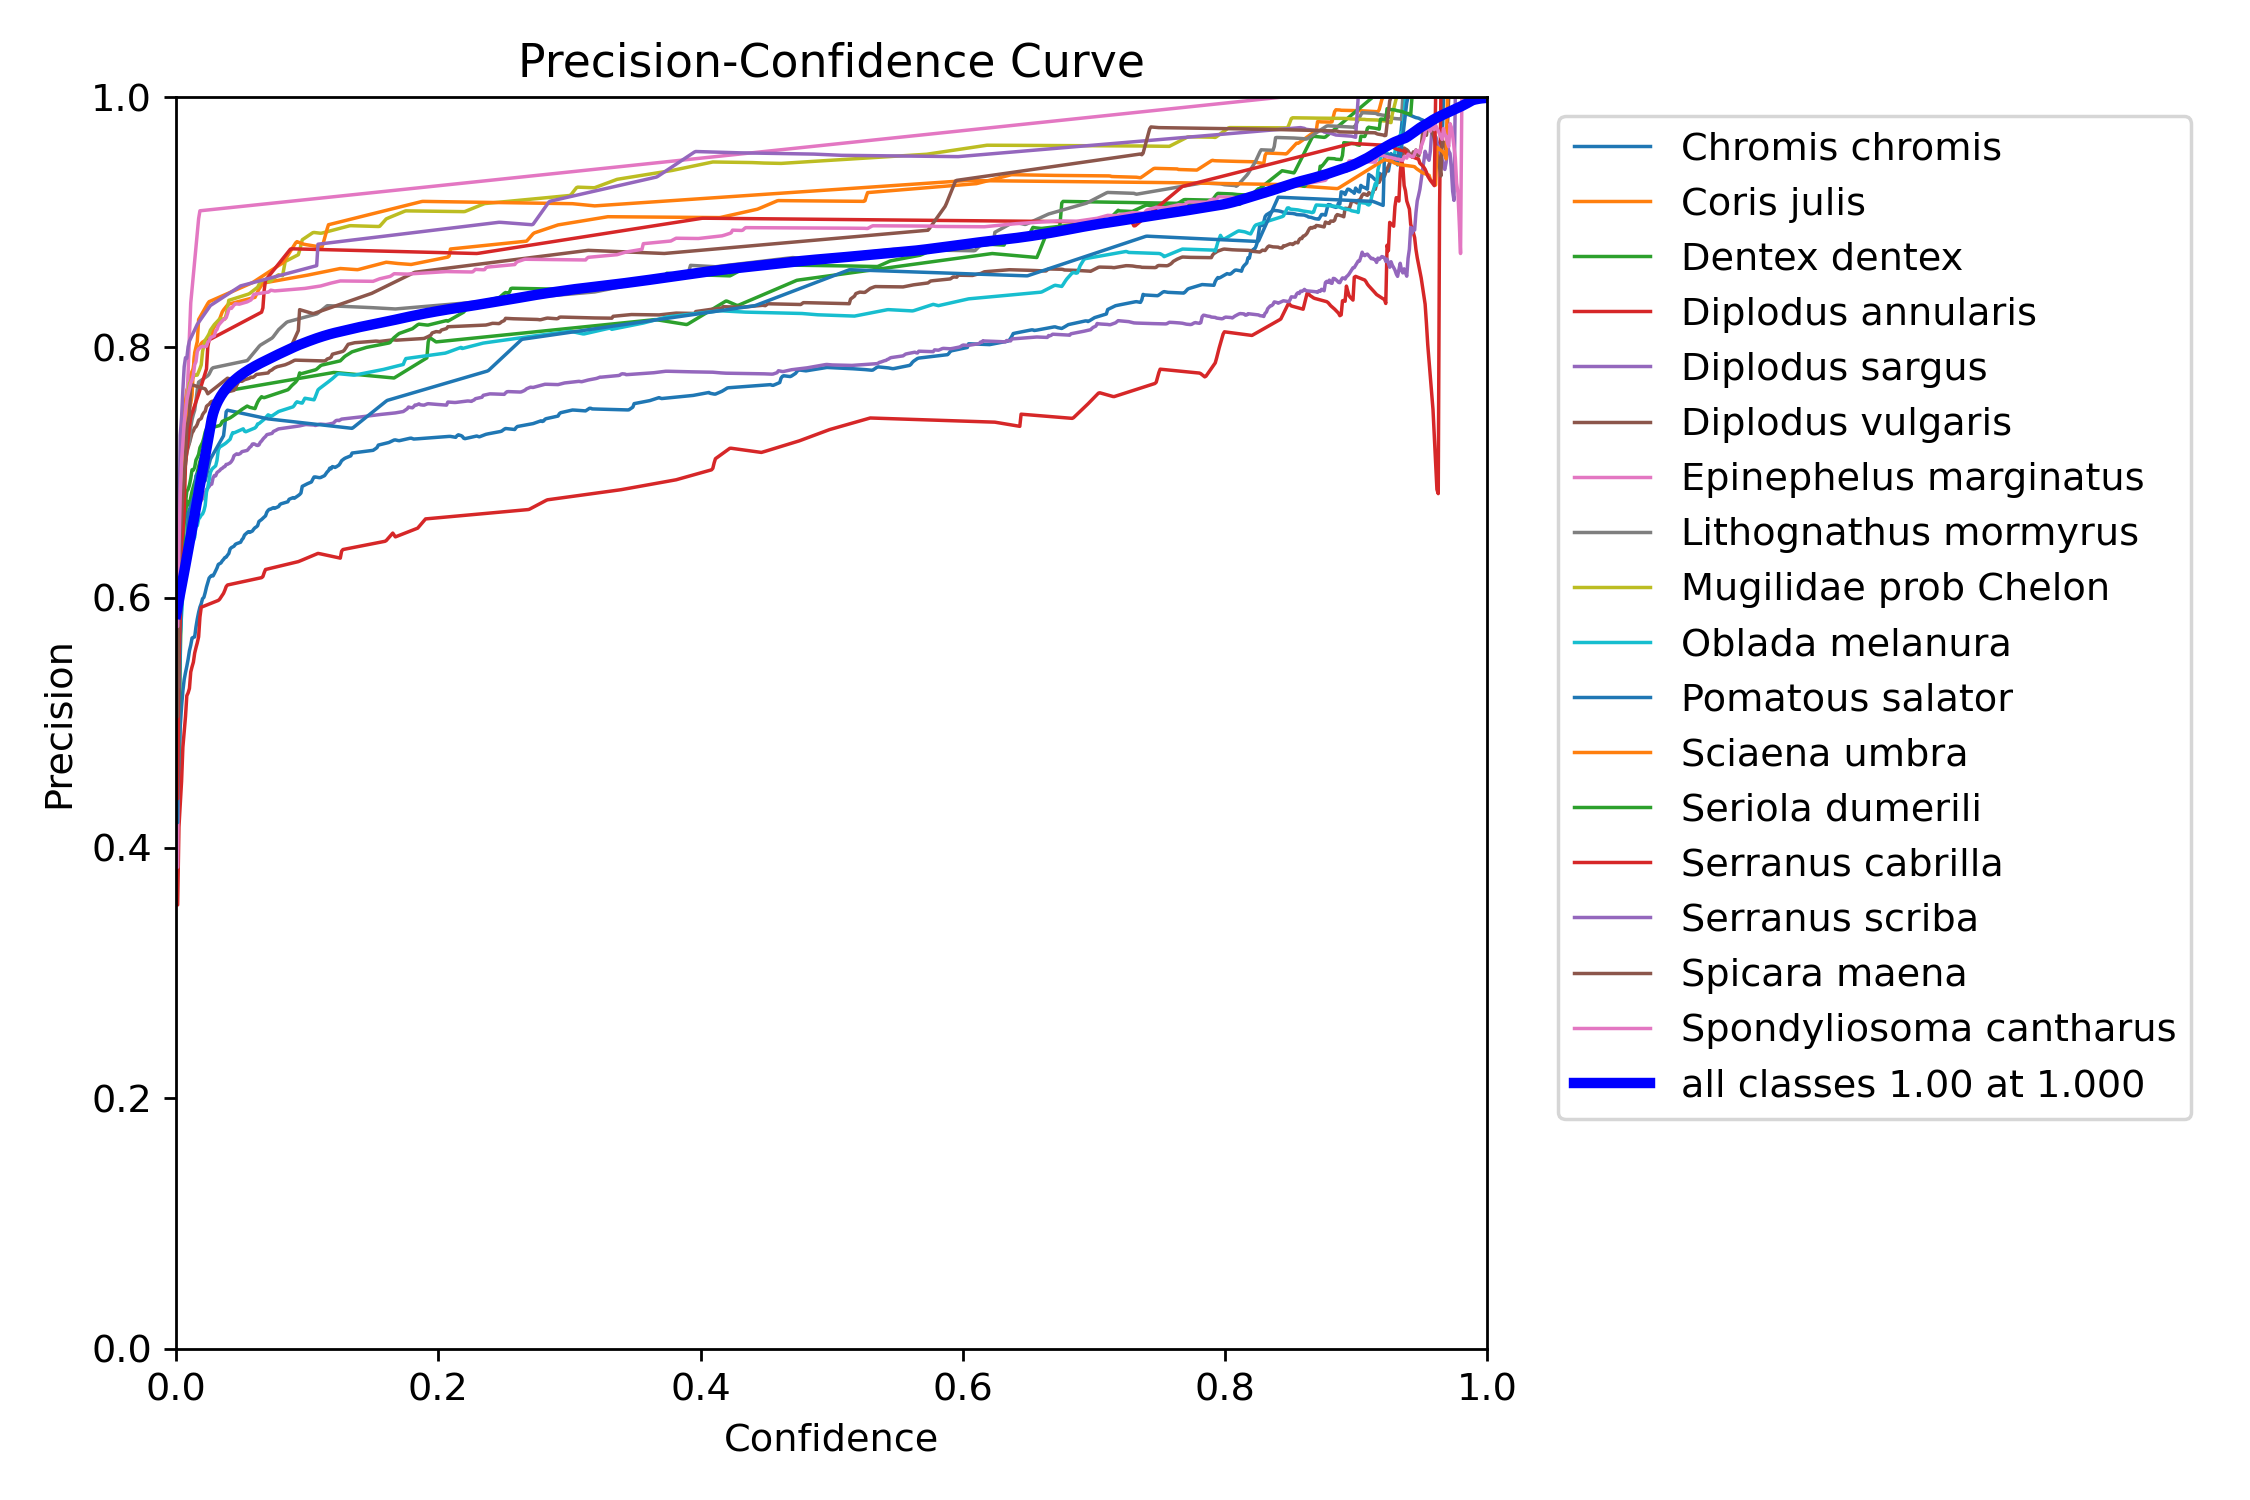 Precision-Confidence Curve
1.0
0.8
0.6
0.4
0.2
0.0
Precision
0.0 0.2 0.4 0.6 0.8 1.0
Confidence
Chromis chromis
Coris julis
Dentex dentex
Diplodus annularis
Diplodus sargus
Diplodus vulgaris
Epinephelus marginatus
Lithognathus mormyrus
Mugilidae prob Chelon
Oblada melanura
Pomatous salator
Sciaena umbra
Seriola dumerili
Serranus cabrilla
Serranus scriba
Spicara maena
Spondyliosoma cantharus
all classes 1.00 at 1.000